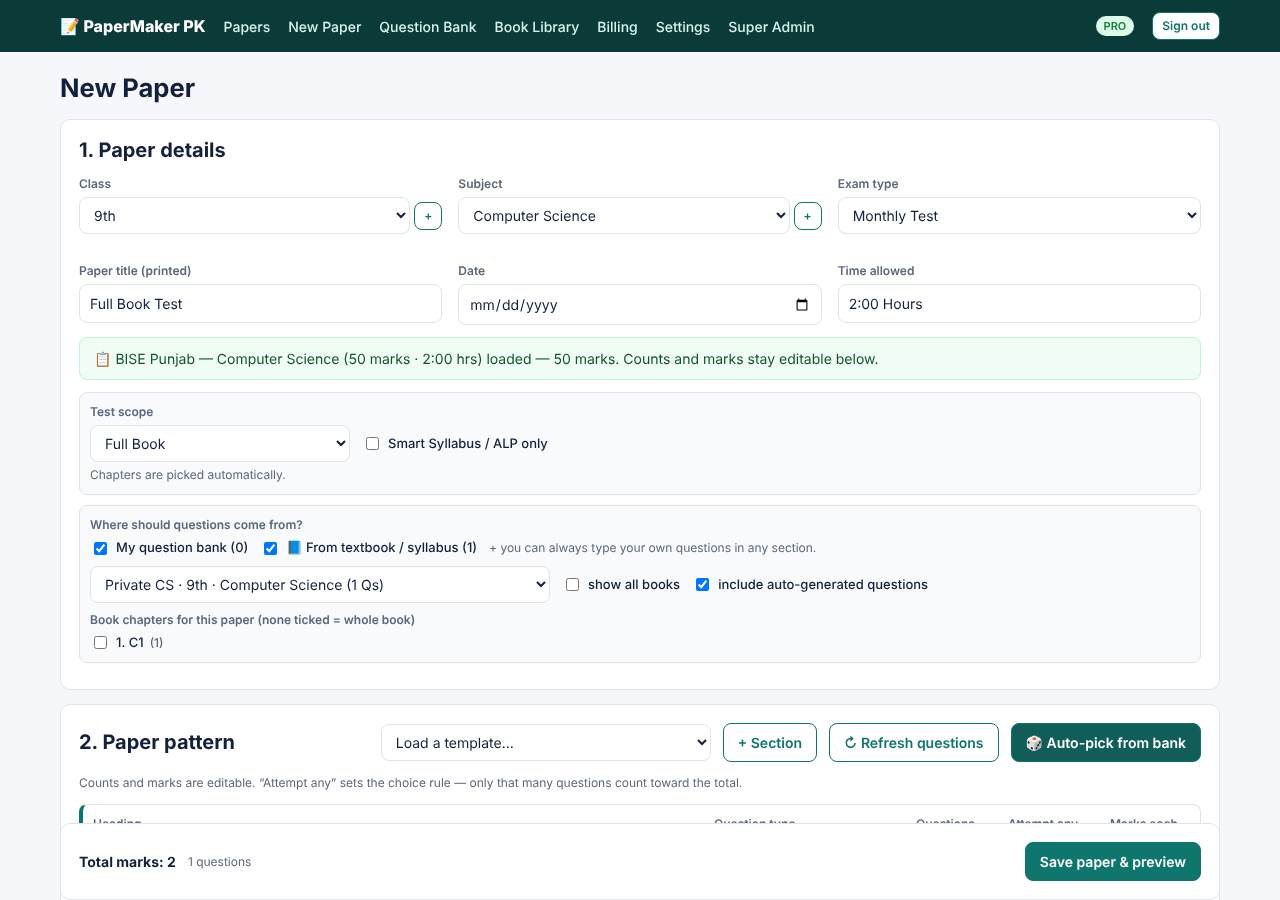 📝 PaperMaker PK Papers New Paper Question Bank Book Library Billing Settings Super Admin PRO Sign out
New Paper
1. Paper details
Class Subject Exam type
9th + Computer Science + Monthly Test
Paper title (printed) Date Time allowed
Full Book Test mm/dd/yyyy 2:00 Hours
📋 BISE Punjab — Computer Science (50 marks · 2:00 hrs) loaded — 50 marks. Counts and marks stay editable below.
Test scope
Full Book Smart Syllabus / ALP only
Chapters are picked automatically.
Where should questions come from?
My question bank (0) 📘 From textbook / syllabus (1) + you can always type your own questions in any section.
Private CS · 9th · Computer Science (1 Qs) show all books include auto-generated questions
Book chapters for this paper (none ticked = whole book)
1. C1 (1)
2. Paper pattern Load a template... + Section ↻ Refresh questions 🎲 Auto-pick from bank
Counts and marks are editable. “Attempt any” sets the choice rule — only that many questions count toward the total.
Heading Question type Questions Attempt any Marks each
Total marks: 2 1 questions Save paper & preview